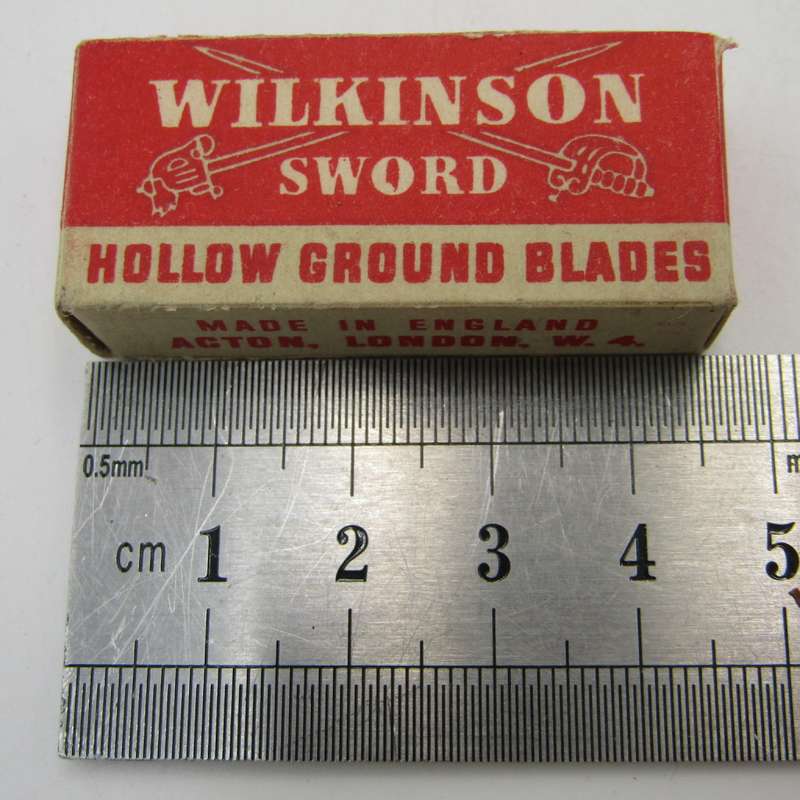 WILKINSON
SWORD
HOLLOW GROUND BLADES
MADE IN ENGLAND
ACTON, LONDON, W. 4.
0.5mm
cm 1 2 3 4 5